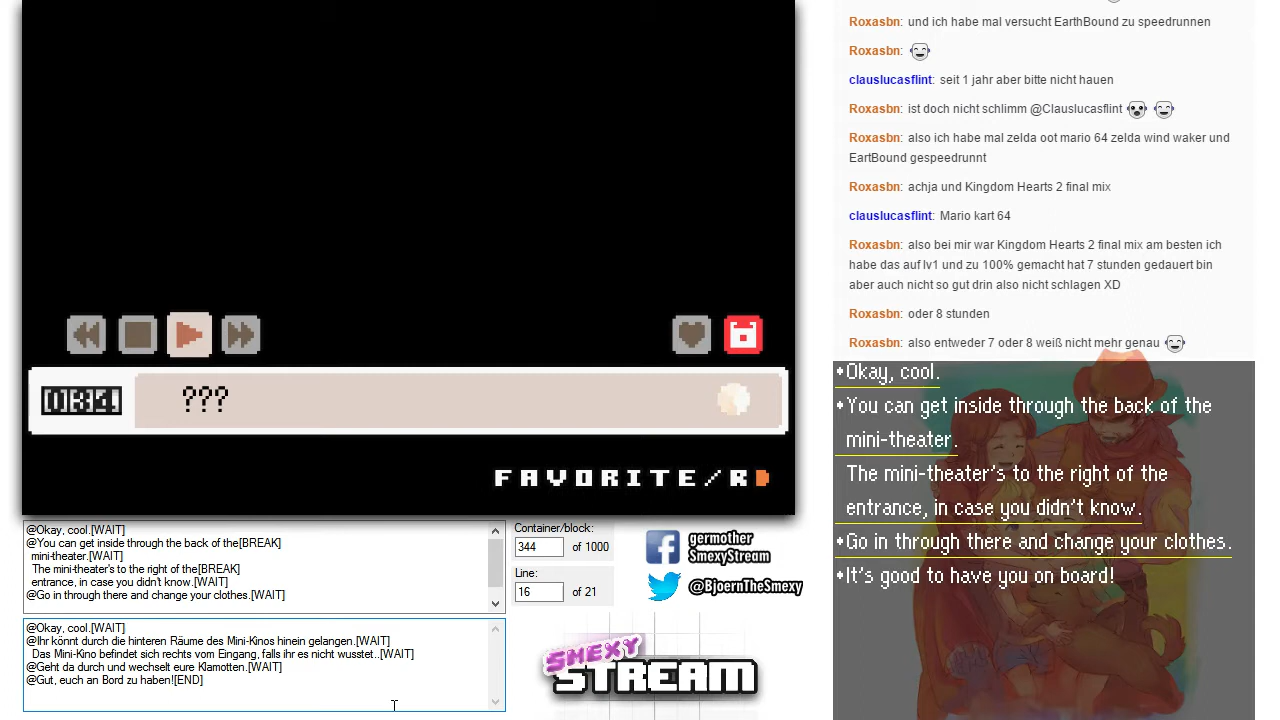 Roxasbn: und ich habe mal versucht EarthBound zu speedrunnen
Roxasbn:
clauslucasflint: seit 1 jahr aber bitte nicht hauen
Roxasbn: ist doch nicht schlimm @Clauslucasflint
Roxasbn: also ich habe mal zelda oot mario 64 zelda wind waker und
EartBound gespeedrunnt
Roxasbn: achja und Kingdom Hearts 2 final mix
clauslucasflint: Mario kart 64
Roxasbn: also bei mir war Kingdom Hearts 2 final mix am besten ich
habe das auf lv1 und zu 100% gemacht hat 7 stunden gedauert bin
aber auch nicht so gut drin also nicht schlagen XD
Roxasbn: oder 8 stunden
Roxasbn: also entweder 7 oder 8 weiß nicht mehr genau
034
???
FAVORITE/R
@Okay, cool.[WAIT]
@You can get inside through the back of the[BREAK]
mini-theater.[WAIT]
The mini-theater's to the right of the[BREAK]
entrance, in case you didn't know.[WAIT]
@Go in through there and change your clothes.[WAIT]
@Okay, cool.[WAIT]
@Ihr könnt durch die hinteren Räume des Mini-Kinos hinein gelangen.[WAIT]
Das Mini-Kino befindet sich rechts vom Eingang, falls ihr es nicht wusstet..[WAIT]
@Geht da durch und wechselt eure Klamotten.[WAIT]
@Gut, euch an Bord zu haben![END]
Container/block:
344 of 1000
Line:
16 of 21
germother
SmexyStream
@BjoernTheSmexy
SMEXY
STREAM
•Okay, cool.
•You can get inside through the back of the
mini-theater.
The mini-theater's to the right of the
entrance, in case you didn't know.
•Go in through there and change your clothes.
•It's good to have you on board!